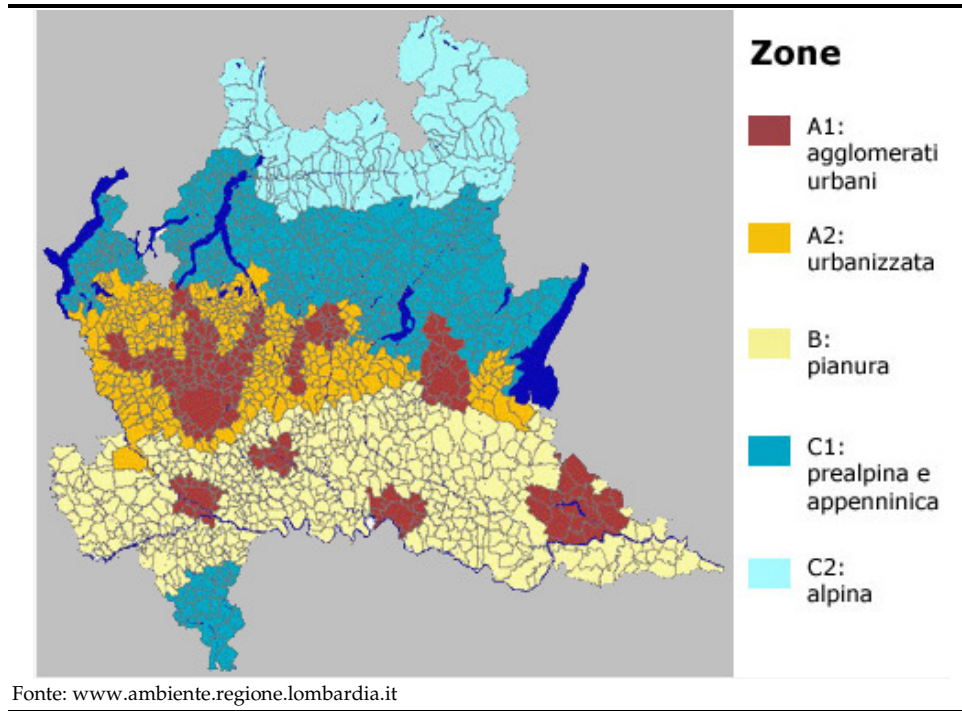 Zone
A1:
agglomerati
urbani
A2:
urbanizzata
B:
pianura
C1:
prealpina e
appenninica
C2:
alpina
Fonte: www.ambiente.regione.lombardia.it